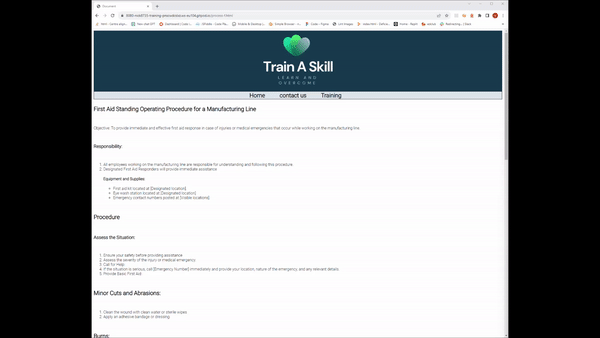 Document
Train A Skill
LEARN AND
OVERCOME
Home contact us Training
First Aid Standing Operating Procedure for a Manufacturing Line
Objective: To provide immediate and effective first aid response in case of injuries or medical emergencies that occur while working on the manufacturing line.
Responsibility:
1. All employees working on the manufacturing line are responsible for understanding and following this procedure.
2. Designated First Aid Responders will provide immediate assistance.
Equipment and Supplies:
First aid kit located at [Designated location]
Eye wash station located at [Designated location]
Emergency contact numbers posted at [Visible locations]
Procedure
Assess the Situation:
1. Ensure your safety before providing assistance.
2. Assess the severity of the injury or medical emergency.
3. Call for Help:
4. If the situation is serious, call [Emergency Number] immediately and provide your location, nature of the emergency, and any relevant details.
5. Provide Basic First Aid:
Minor Cuts and Abrasions:
1. Clean the wound with clean water or sterile wipes.
2. Apply an adhesive bandage or dressing.
Burns: